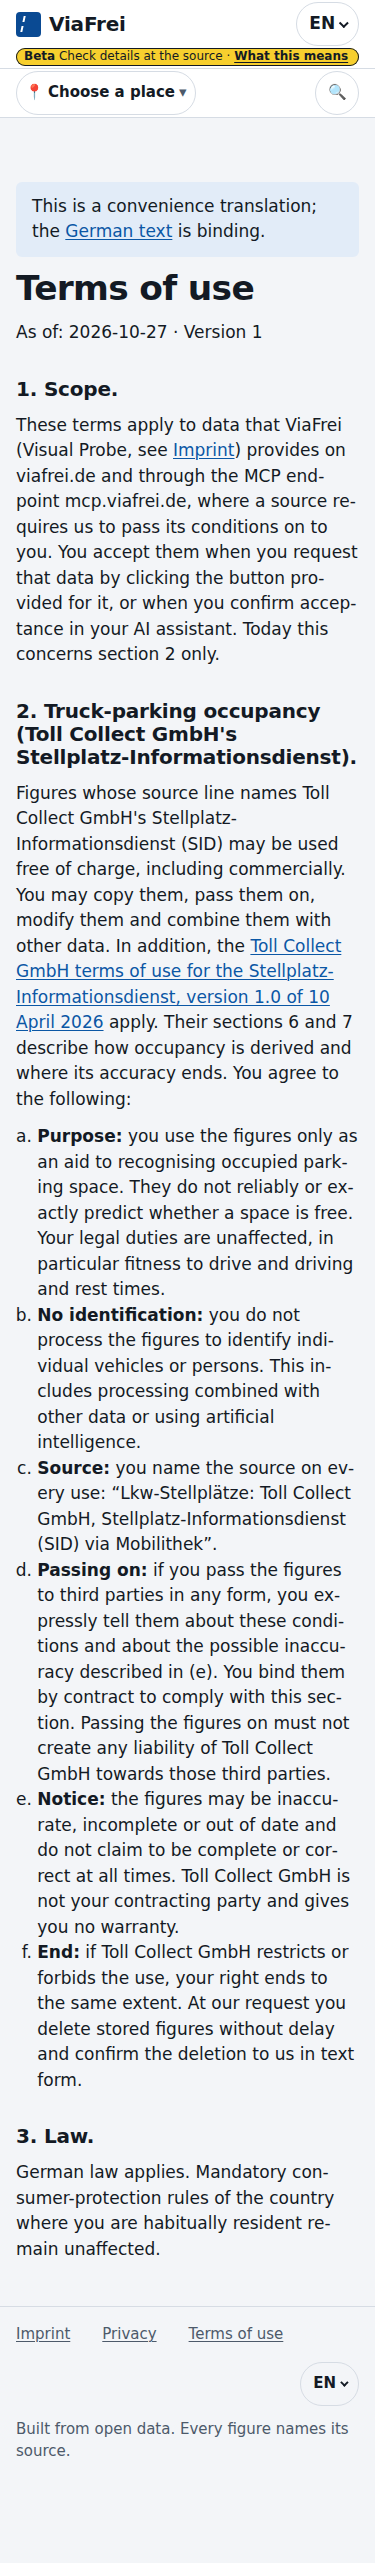 ViaFrei
EN
Beta Check details at the source · What this means
📍 Choose a place ▾
🔍
This is a convenience translation;
the German text is binding.
Terms of use
As of: 2026-10-27 · Version 1
1. Scope.
These terms apply to data that ViaFrei
(Visual Probe, see Imprint) provides on
viafrei.de and through the MCP end-
point mcp.viafrei.de, where a source re-
quires us to pass its conditions on to
you. You accept them when you request
that data by clicking the button pro-
vided for it, or when you confirm accep-
tance in your AI assistant. Today this
concerns section 2 only.
2. Truck-parking occupancy
(Toll Collect GmbH's
Stellplatz-Informationsdienst).
Figures whose source line names Toll
Collect GmbH's Stellplatz-
Informationsdienst (SID) may be used
free of charge, including commercially.
You may copy them, pass them on,
modify them and combine them with
other data. In addition, the Toll Collect
GmbH terms of use for the Stellplatz-
Informationsdienst, version 1.0 of 10
April 2026 apply. Their sections 6 and 7
describe how occupancy is derived and
where its accuracy ends. You agree to
the following:
a. Purpose: you use the figures only as
an aid to recognising occupied park-
ing space. They do not reliably or ex-
actly predict whether a space is free.
Your legal duties are unaffected, in
particular fitness to drive and driving
and rest times.
b. No identification: you do not
process the figures to identify indi-
vidual vehicles or persons. This in-
cludes processing combined with
other data or using artificial
intelligence.
c. Source: you name the source on ev-
ery use: “Lkw-Stellplätze: Toll Collect
GmbH, Stellplatz-Informationsdienst
(SID) via Mobilithek”.
d. Passing on: if you pass the figures
to third parties in any form, you ex-
pressly tell them about these condi-
tions and about the possible inaccu-
racy described in (e). You bind them
by contract to comply with this sec-
tion. Passing the figures on must not
create any liability of Toll Collect
GmbH towards those third parties.
e. Notice: the figures may be inaccu-
rate, incomplete or out of date and
do not claim to be complete or cor-
rect at all times. Toll Collect GmbH is
not your contracting party and gives
you no warranty.
f. End: if Toll Collect GmbH restricts or
forbids the use, your right ends to
the same extent. At our request you
delete stored figures without delay
and confirm the deletion to us in text
form.
3. Law.
German law applies. Mandatory con-
sumer-protection rules of the country
where you are habitually resident re-
main unaffected.
Imprint Privacy Terms of use
EN
Built from open data. Every figure names its
source.